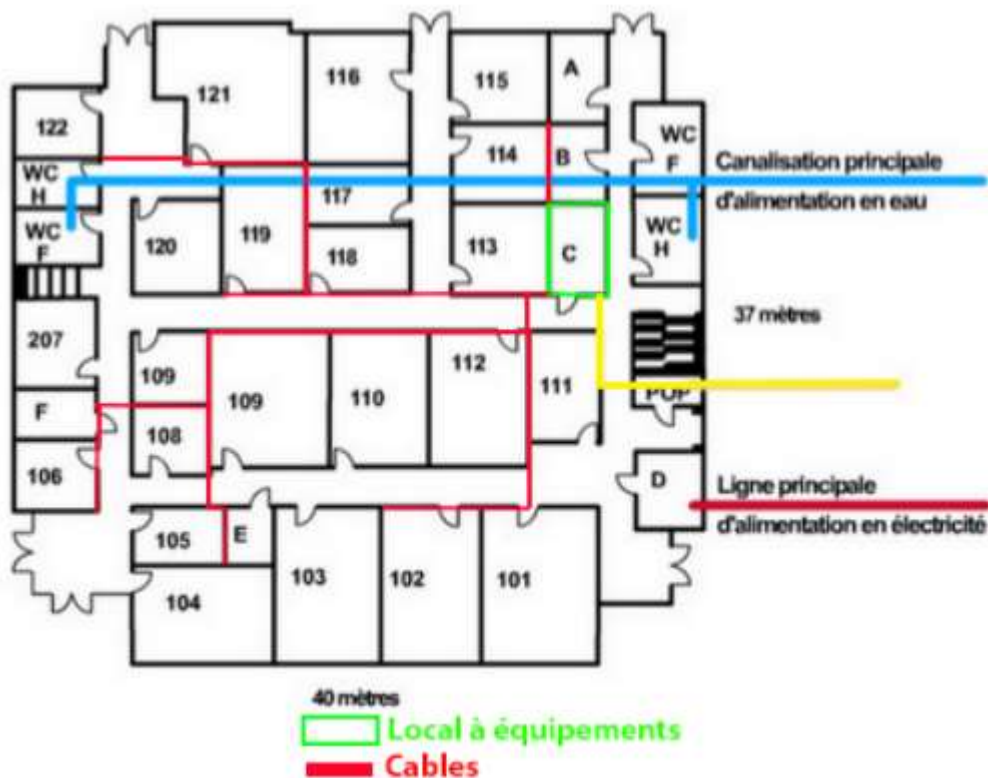 116
115
A
121
122
WC
F
114
B
WC
H
Canalisation principale
d'alimentation en eau
117
WC
F
120
119
118
113
C
WC
H
207
37 mètres
109
112
109
110
111
POP
F
108
106
D
Ligne principale
d'alimentation en électricité
105
E
103
102
101
104
40 mètres
Local à équipements
Cables